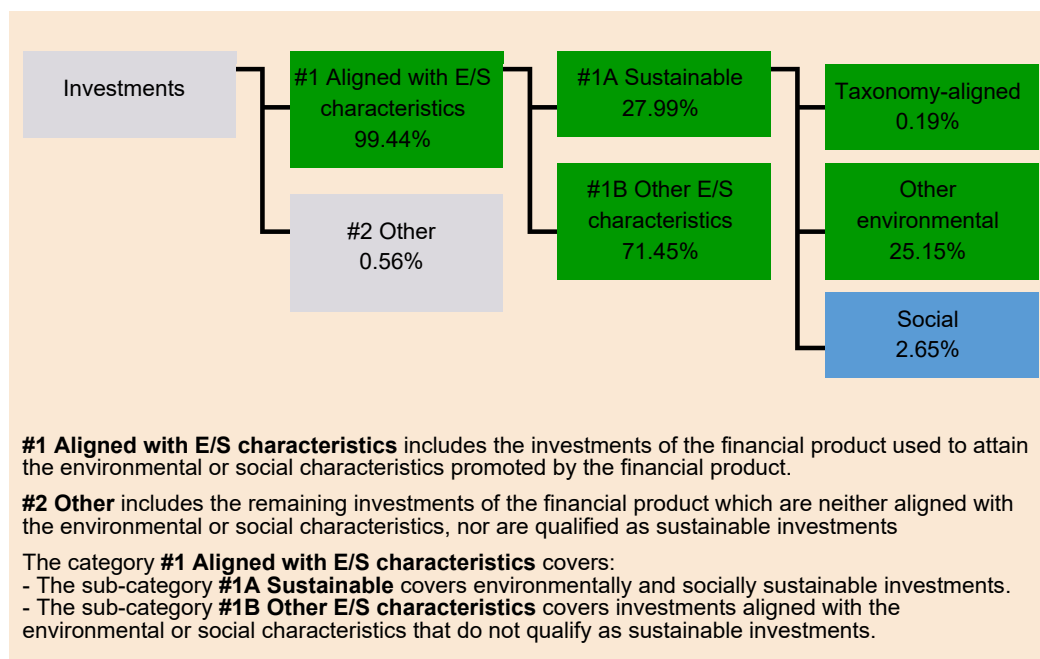 Investments
#1 Aligned with E/S
characteristics
99.44%
#2 Other
0.56%
#1A Sustainable
27.99%
#1B Other E/S
characteristics
71.45%
Taxonomy-aligned
0.19%
Other
environmental
25.15%
Social
2.65%
#1 Aligned with E/S characteristics includes the investments of the financial product used to attain
the environmental or social characteristics promoted by the financial product.
#2 Other includes the remaining investments of the financial product which are neither aligned with
the environmental or social characteristics, nor are qualified as sustainable investments
The category #1 Aligned with E/S characteristics covers:
- The sub-category #1A Sustainable covers environmentally and socially sustainable investments.
- The sub-category #1B Other E/S characteristics covers investments aligned with the
environmental or social characteristics that do not qualify as sustainable investments.